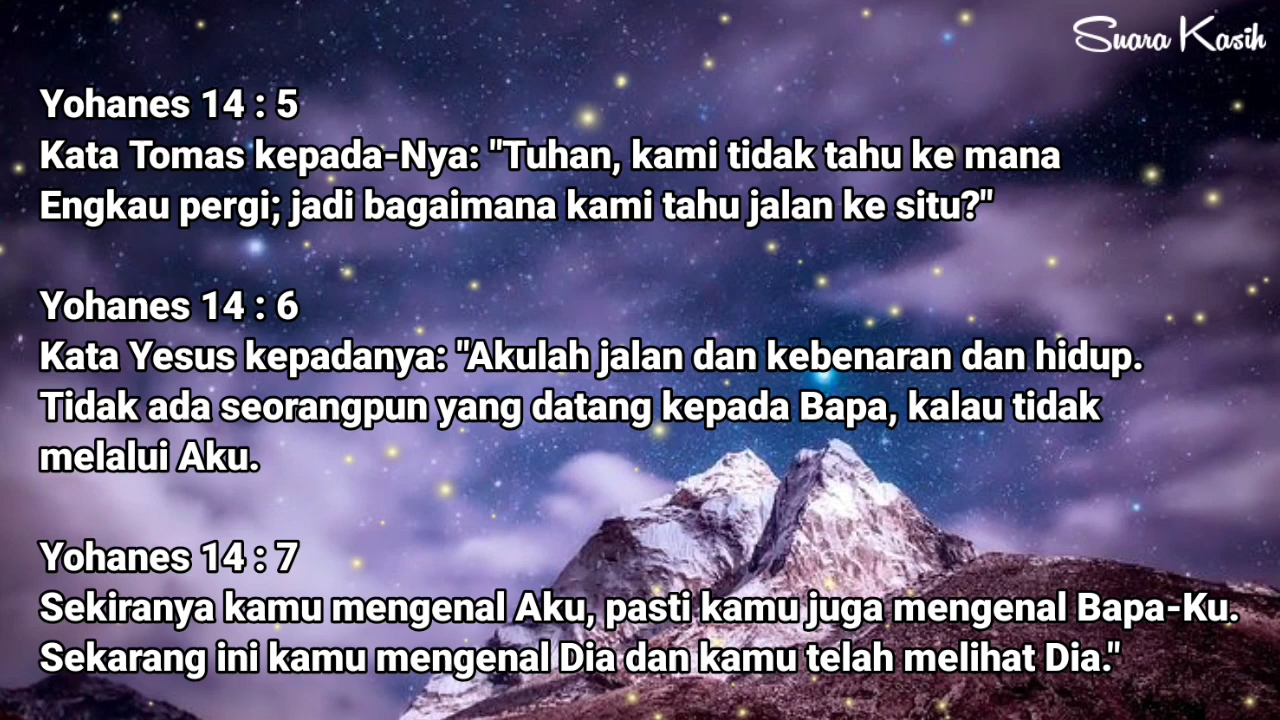 Suara Kasih
Yohanes 14 : 5
Kata Tomas kepada-Nya: "Tuhan, kami tidak tahu ke mana
Engkau pergi; jadi bagaimana kami tahu jalan ke situ?"
Yohanes 14 : 6
Kata Yesus kepadanya: "Akulah jalan dan kebenaran dan hidup.
Tidak ada seorangpun yang datang kepada Bapa, kalau tidak
melalui Aku.
Yohanes 14 : 7
Sekiranya kamu mengenal Aku, pasti kamu juga mengenal Bapa-Ku.
Sekarang ini kamu mengenal Dia dan kamu telah melihat Dia."